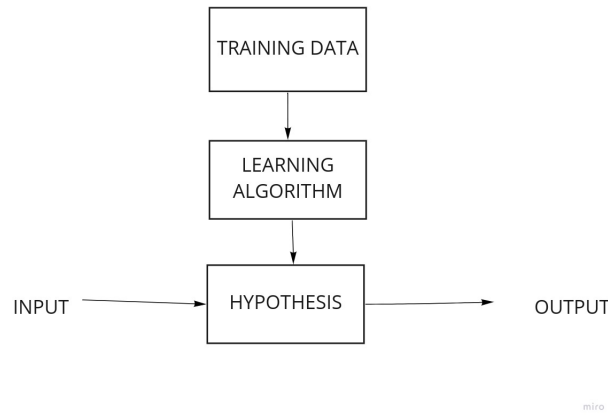 TRAINING DATA
LEARNING
ALGORITHM
INPUT
HYPOTHESIS
OUTPUT
miro